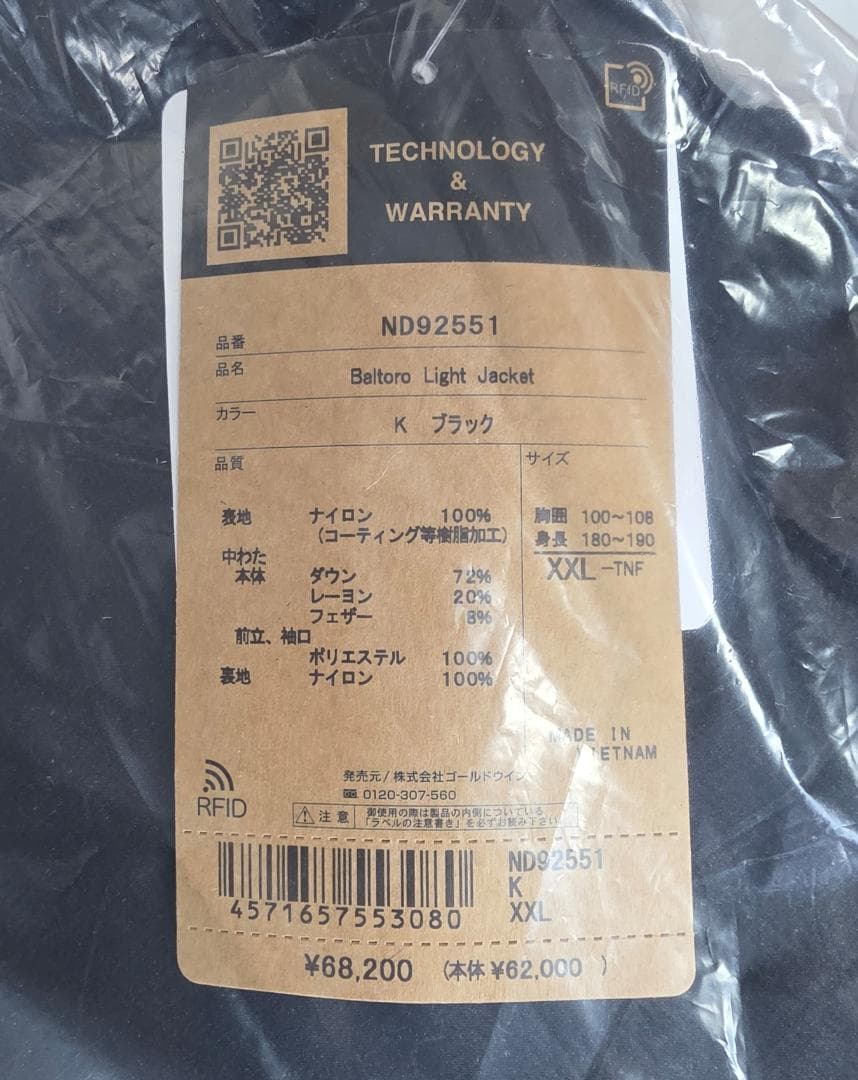 RFID
TECHNOLOGY
&
WARRANTY
品番 ND92551
品名 Baltoro Light Jacket
カラー K ブラック
品質
表地 ナイロン 100%
(コーティング等樹脂加工)
中わた
本体 ダウン 72%
レーヨン 20%
フェザー 8%
前立、袖口
ポリエステル 100%
裏地 ナイロン 100%
サイズ
胸囲 100~108
身長 180~190
XXL-TNF
MADE IN
VIETNAM
RFID
発売元/株式会社ゴールドウイン
0120-307-560
注意 御使用の際は製品の内側についている
「ラベルの注意書き」を必ずお読み下さい
4571657553080
ND92551
K
XXL
¥68,200 (本体¥62,000 )